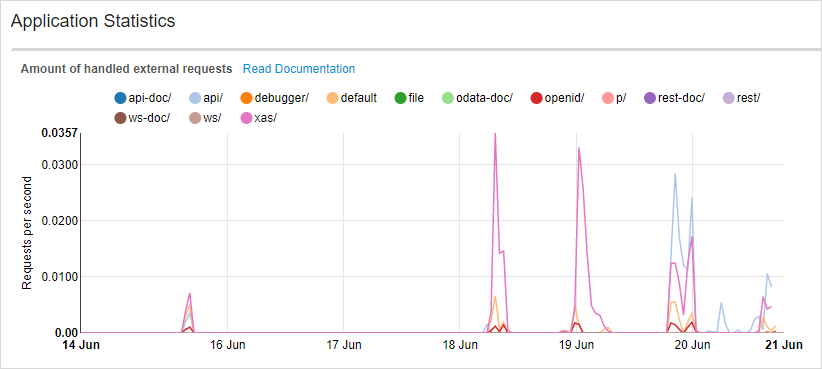 Application Statistics
Amount of handled external requests Read Documentation
api-doc/ api/ debugger/ default file odata-doc/ openid/ p/ rest-doc/ rest/
ws-doc/ ws/ xas/
0.0357
0.0300
0.0200
0.0100
0.00
Requests per second
14 Jun 16 Jun 17 Jun 18 Jun 19 Jun 20 Jun 21 Jun